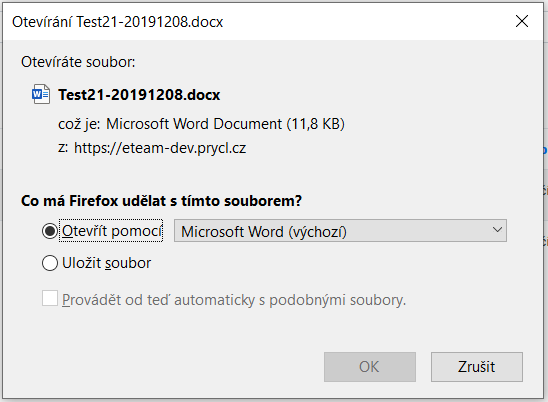 Otevírání Test21-20191208.docx
Otevíráte soubor:
Test21-20191208.docx
což je: Microsoft Word Document (11,8 KB)
z: https://eteam-dev.prycl.cz
Co má Firefox udělat s tímto souborem?
Otevřít pomocí Microsoft Word (výchozí)
Uložit soubor
Provádět od teď automaticky s podobnými soubory.
OK Zrušit